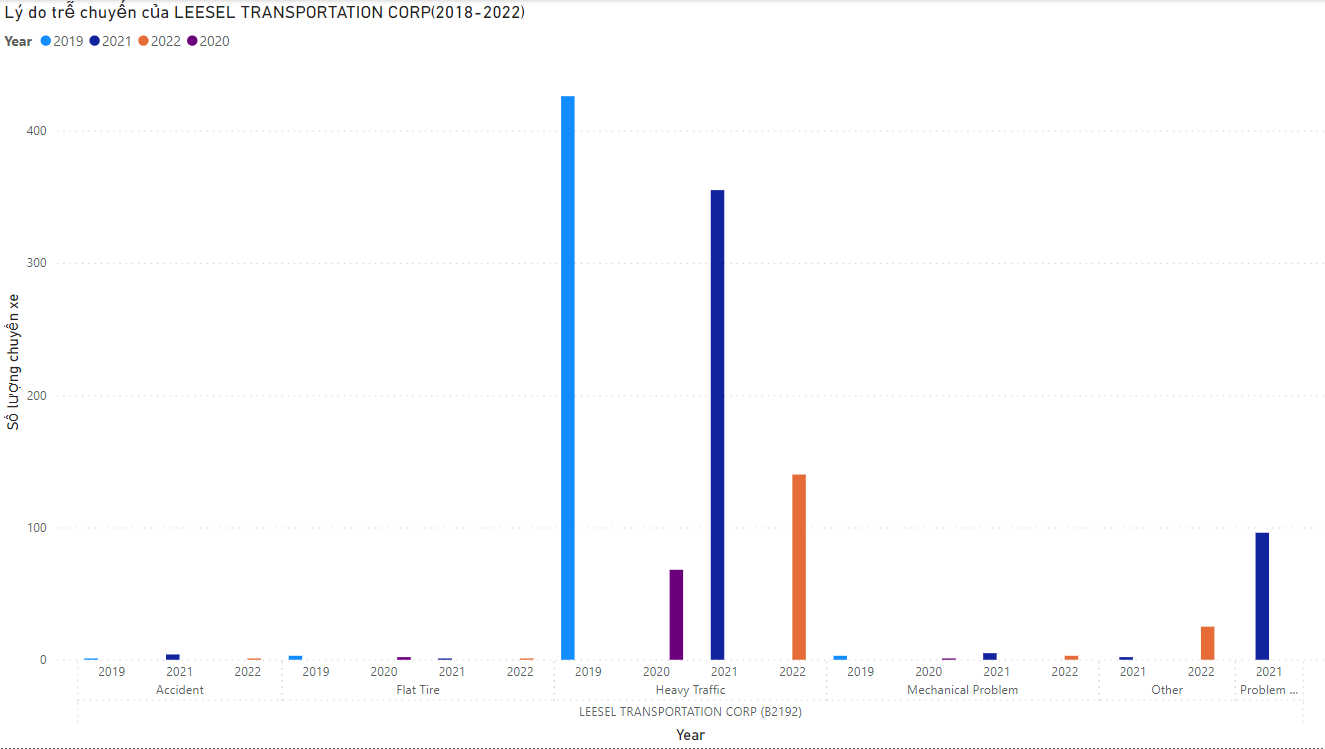 Lý do trễ chuyến của LEESEL TRANSPORTATION CORP(2018-2022)
Year 2019 2021 2022 2020
400
300
200
100
0
Số lượng chuyến xe
2019 2021 2022 2019 2020 2021 2022 2019 2020 2021 2022 2019 2020 2021 2022 2021 2022 2021
Accident Flat Tire Heavy Traffic Mechanical Problem Other Problem ...
LEESEL TRANSPORTATION CORP (B2192)
Year